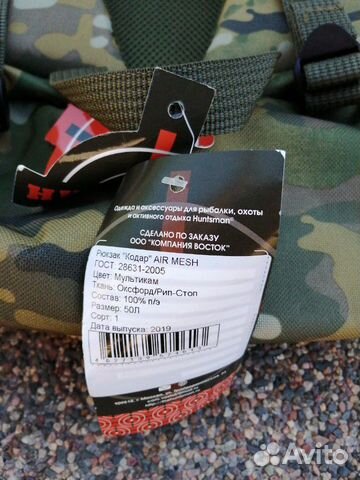 Одежда и аксессуары для рыбалки, охоты
и активного отдыха Huntsman®
СДЕЛАНО ПО ЗАКАЗУ
ООО "КОМПАНИЯ ВОСТОК"
Рюкзак "Кодар" AIR MESH
ГОСТ: 28631-2005
Цвет: Мультикам
Ткань: Оксфорд/Рип-Стоп
Состав: 100% п/э
Размер: 50Л
Сорт: 1
Дата выпуска: 2019
Avito